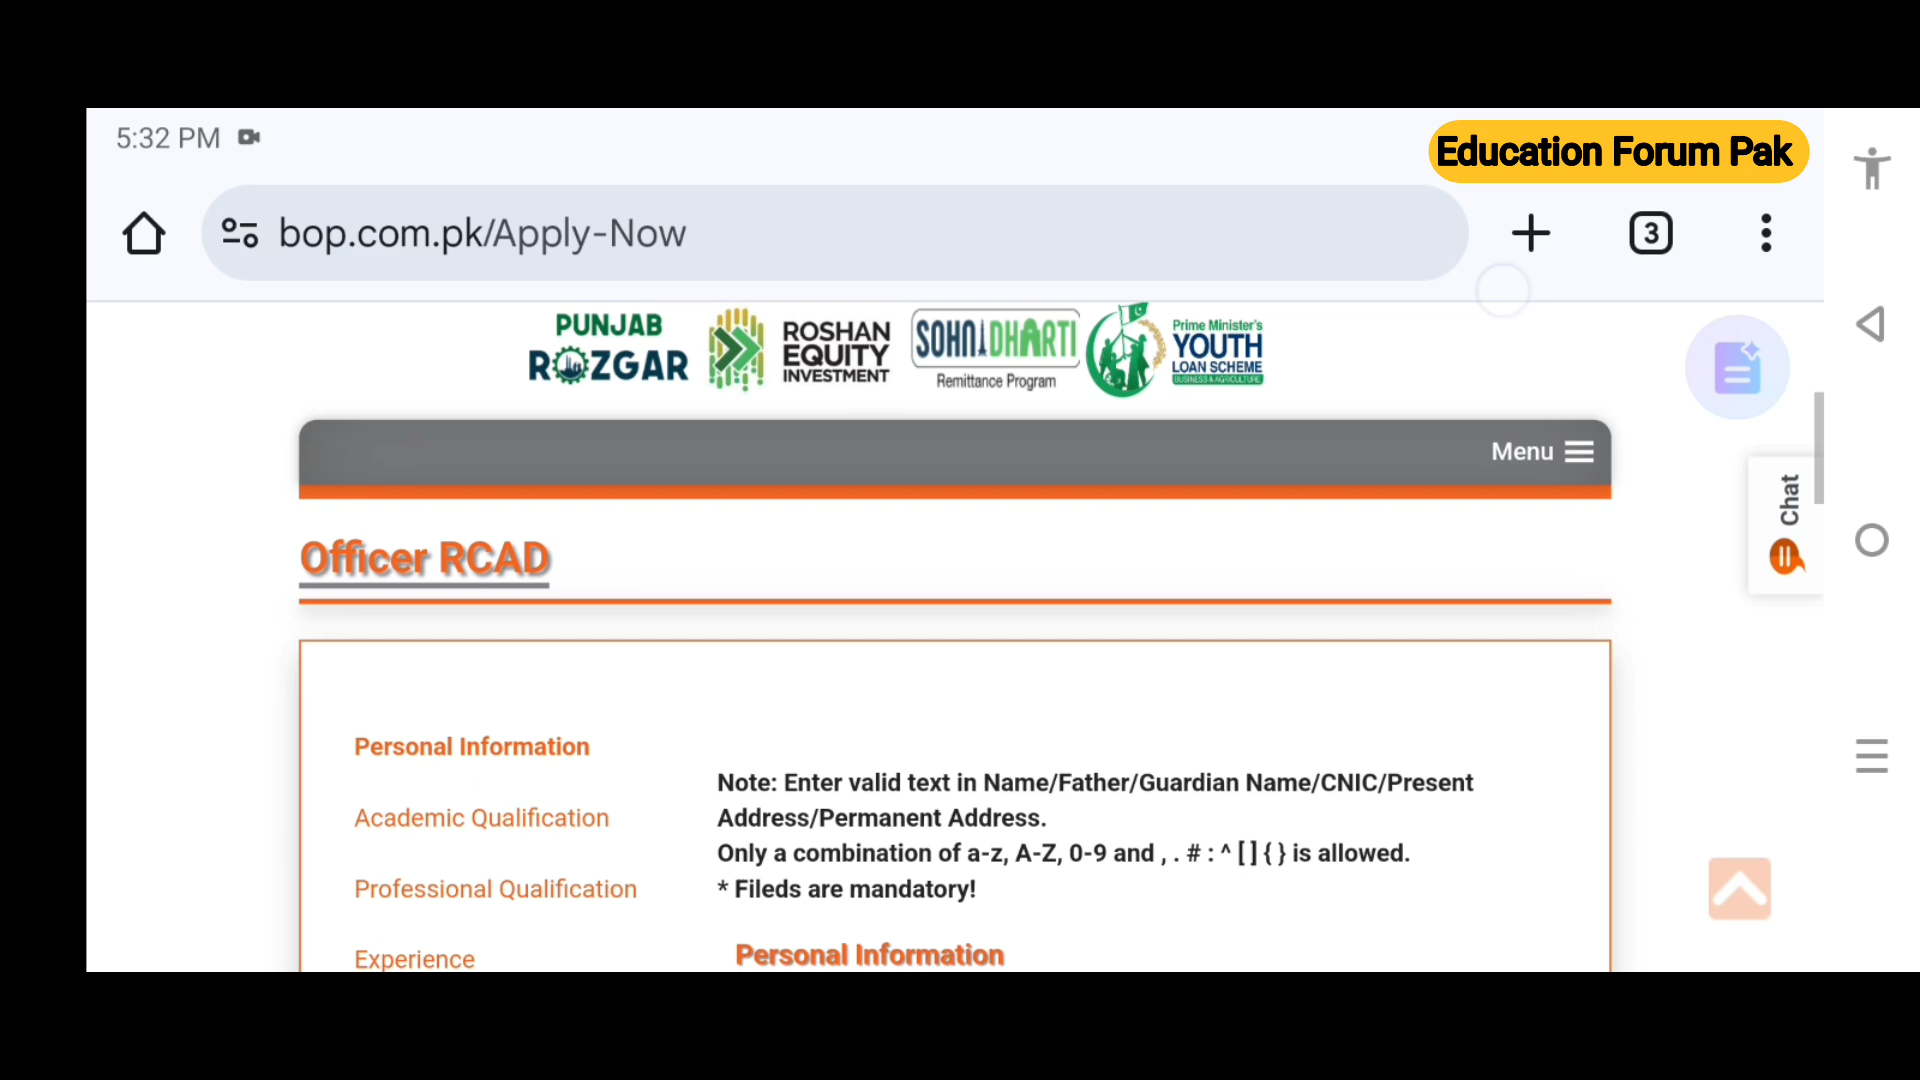 5:32 PM
Education Forum Pak
bop.com.pk/Apply-Now
3
PUNJAB
ROZGAR
ROSHAN
EQUITY
INVESTMENT
SOHNI DHARTI
Remittance Program
Prime Minister's
YOUTH
LOAN SCHEME
BUSINESS & AGRICULTURE
Menu
Chat
Officer RCAD
Personal Information
Academic Qualification
Professional Qualification
Experience
Note: Enter valid text in Name/Father/Guardian Name/CNIC/Present
Address/Permanent Address.
Only a combination of a-z, A-Z, 0-9 and , . # : ^ [ ] { } is allowed.
* Fileds are mandatory!
Personal Information